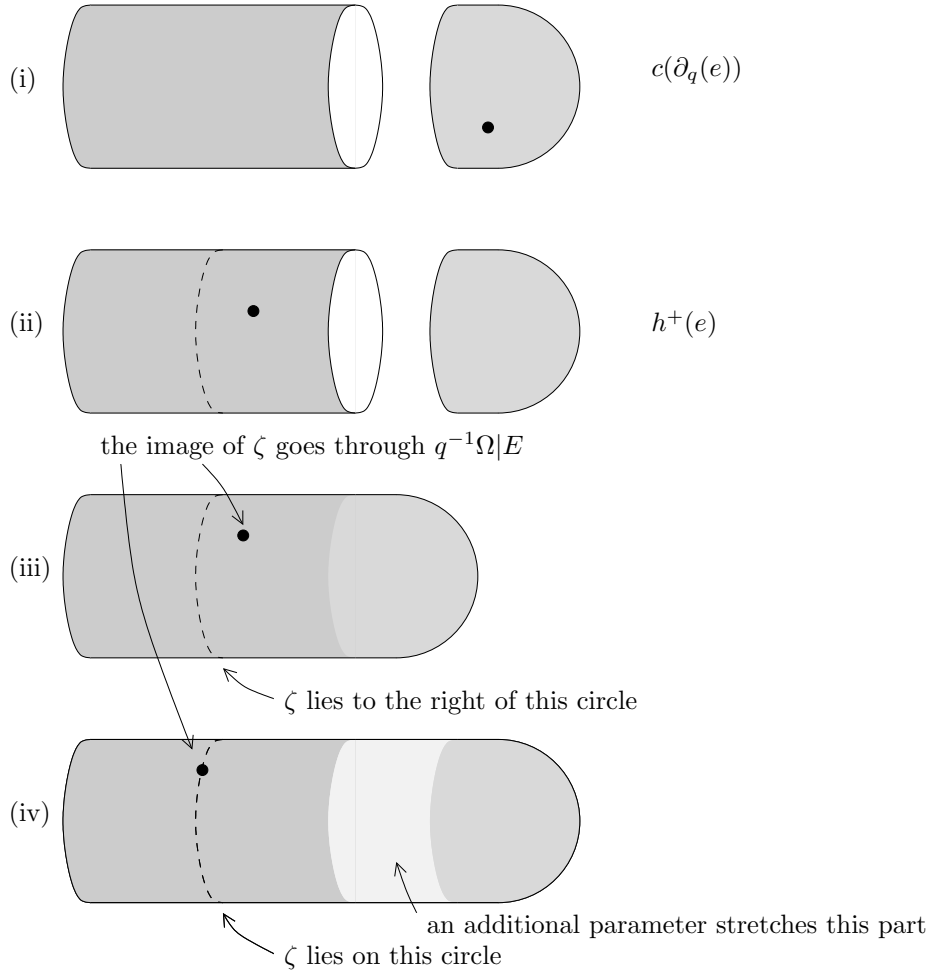 (i)
c(∂_q(e))
(ii)
h⁺(e)
the image of ζ goes through q⁻¹Ω|E
(iii)
ζ lies to the right of this circle
(iv)
an additional parameter stretches this part
ζ lies on this circle